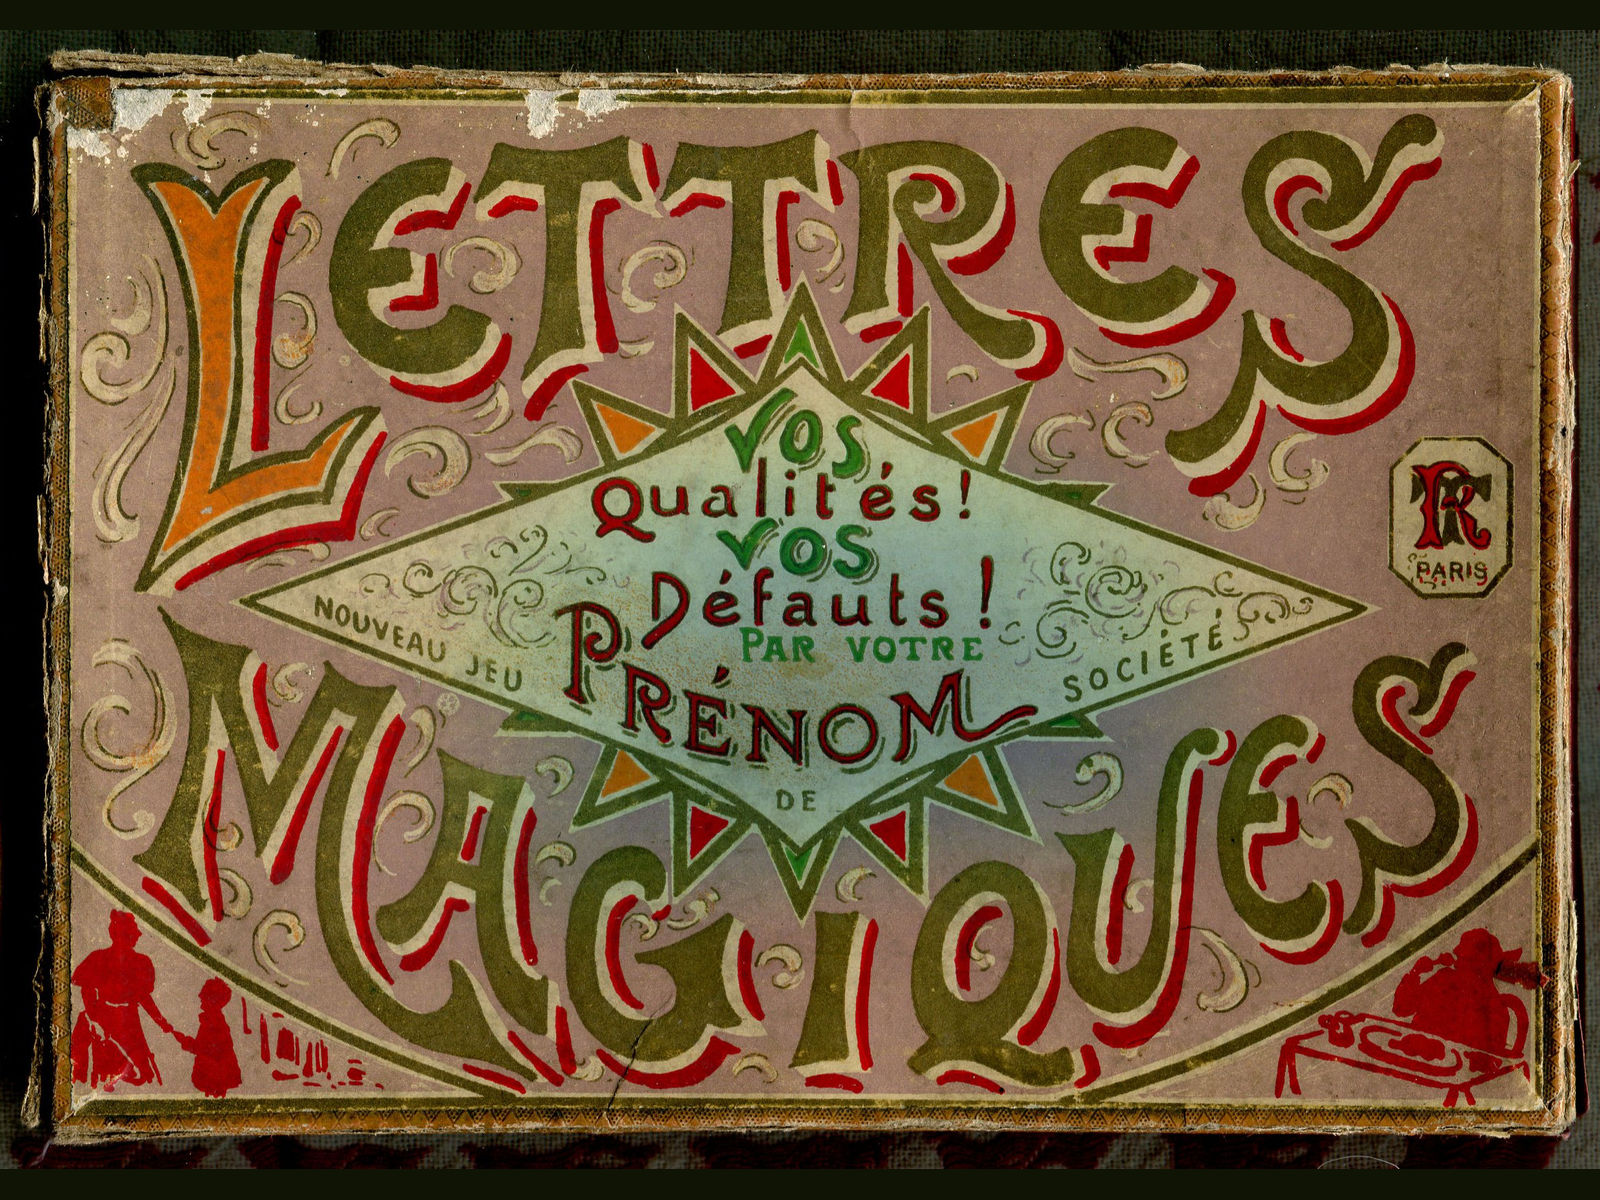 LETTRES
VOS
Qualités!
VOS
Défauts!
PAR VOTRE
PRÉNOM
NOUVEAU JEU
DE
SOCIÉTÉ
MAGIQUES
PARIS